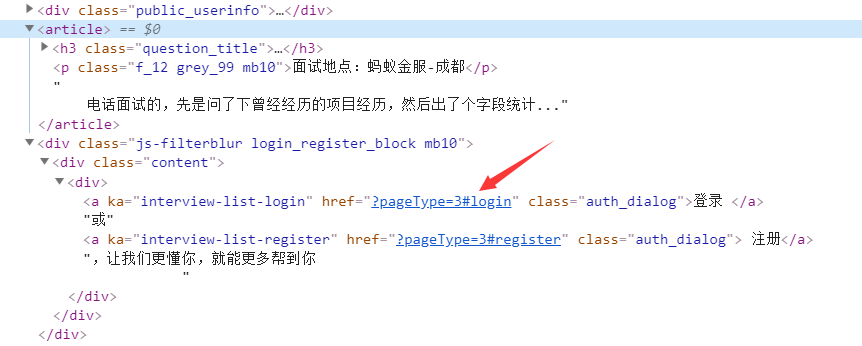 <div class="public_userinfo">…</div>
<article> == $0
<h3 class="question_title">…</h3>
<p class="f_12 grey_99 mb10">面试地点：蚂蚁金服-成都</p>
"
电话面试的，先是问了下曾经经历的项目经历，然后出了个字段统计..."
</article>
<div class="js-filterblur login_register_block mb10">
<div class="content">
<div>
<a ka="interview-list-login" href="?pageType=3#login" class="auth_dialog">登录 </a>
"或"
<a ka="interview-list-register" href="?pageType=3#register" class="auth_dialog"> 注册</a>
"，让我们更懂你，就能更多帮到你
"
</div>
</div>
</div>